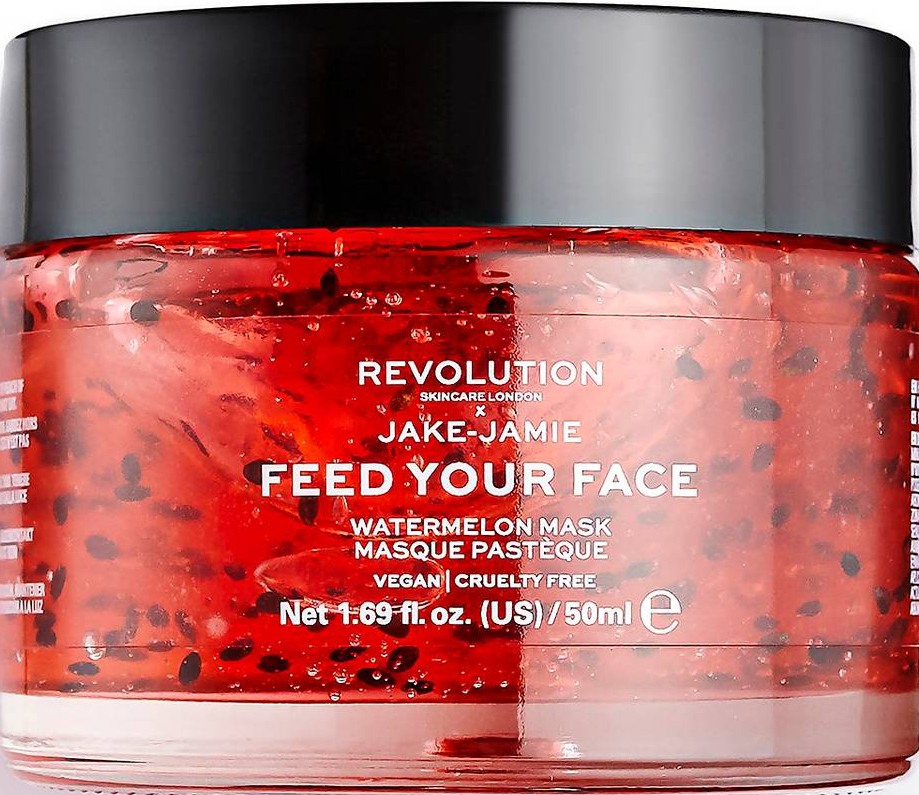 REVOLUTION
SKINCARE LONDON
x
JAKE-JAMIE
FEED YOUR FACE
WATERMELON MASK
MASQUE PASTÈQUE
VEGAN | CRUELTY FREE
Net 1.69 fl. oz. (US) / 50ml ℮